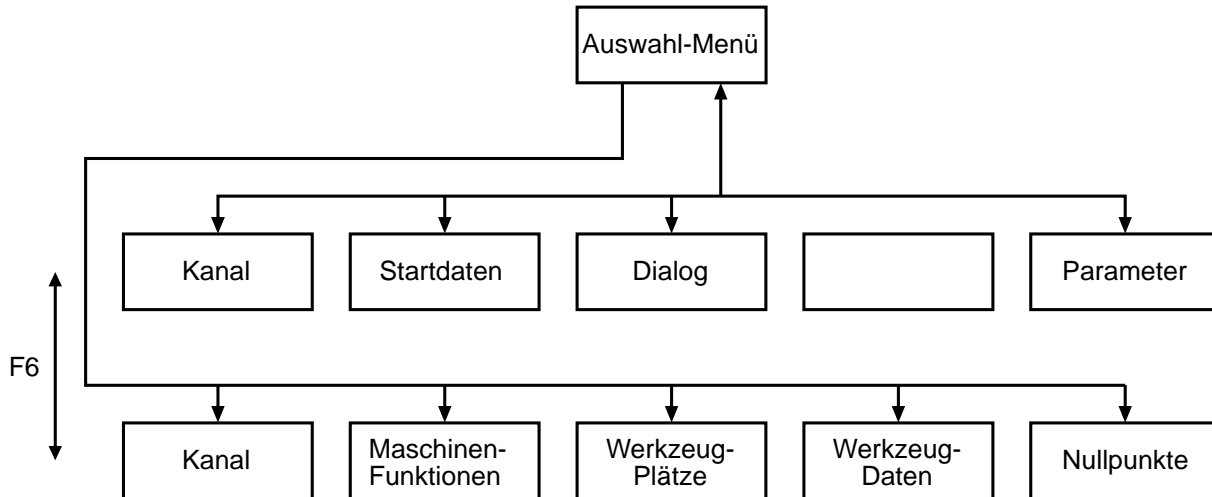 Auswahl-Menü
Kanal
Startdaten
Dialog
Parameter
F6
Kanal
Maschinen-
Funktionen
Werkzeug-
Plätze
Werkzeug-
Daten
Nullpunkte